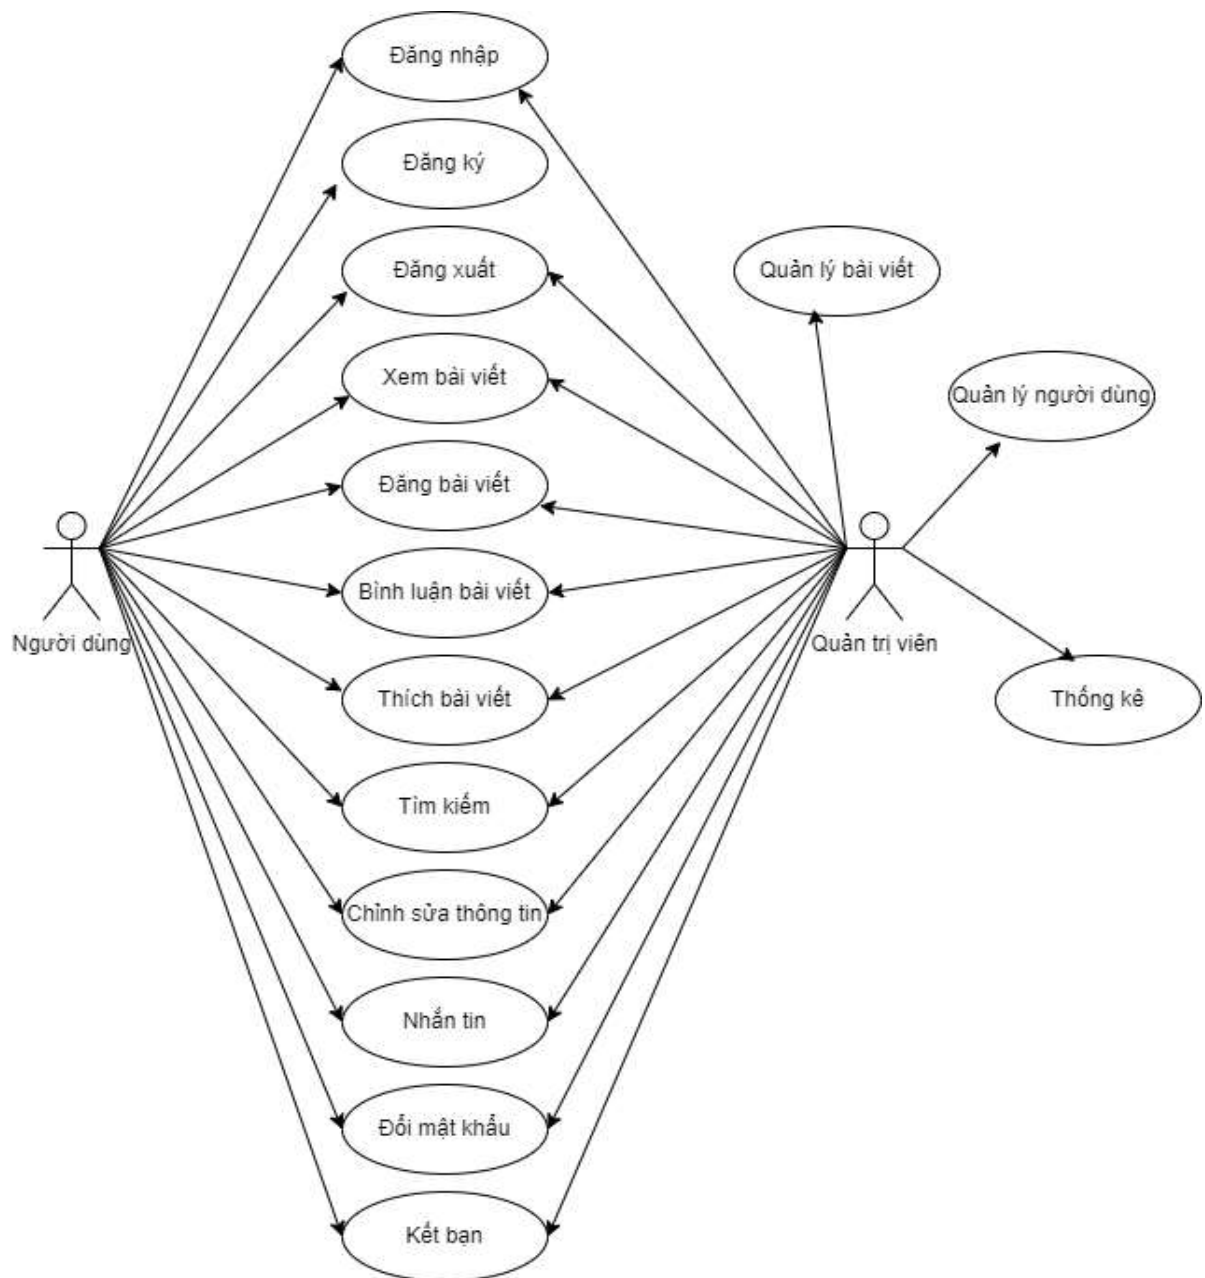 Đăng nhập
Đăng ký
Đăng xuất
Quản lý bài viết
Xem bài viết
Quản lý người dùng
Đăng bài viết
Bình luận bài viết
Người dùng
Quản trị viên
Thích bài viết
Thống kê
Tìm kiếm
Chỉnh sửa thông tin
Nhắn tin
Đổi mật khẩu
Kết bạn